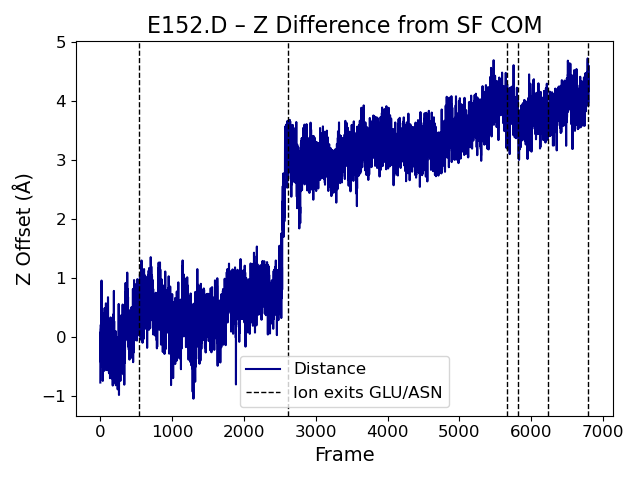 E152.D – Z Difference from SF COM
Z Offset (Å)
5
4
3
2
1
0
−1
Distance
Ion exits GLU/ASN
0 1000 2000 3000 4000 5000 6000 7000
Frame